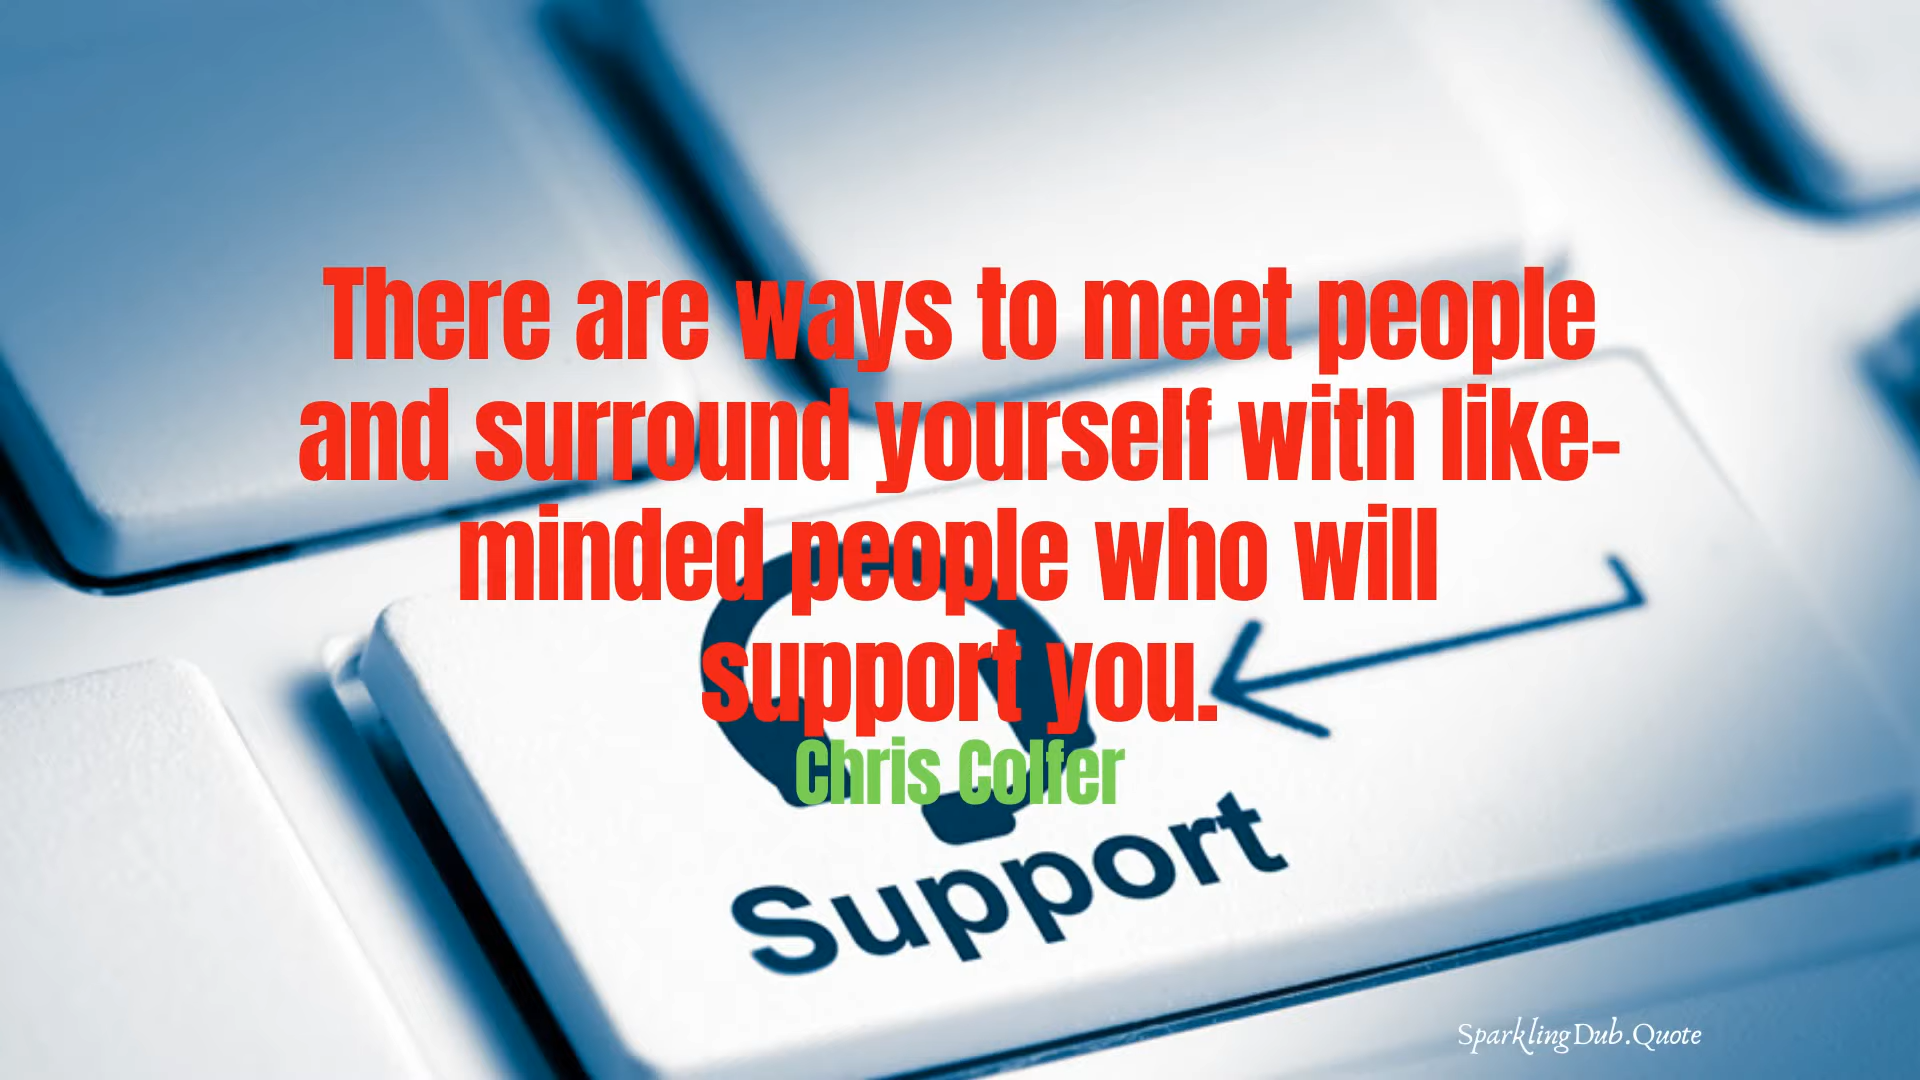 There are ways to meet people
and surround yourself with like-
minded people who will
support you.
Chris Colfer
Support
SparklingDub.Quote